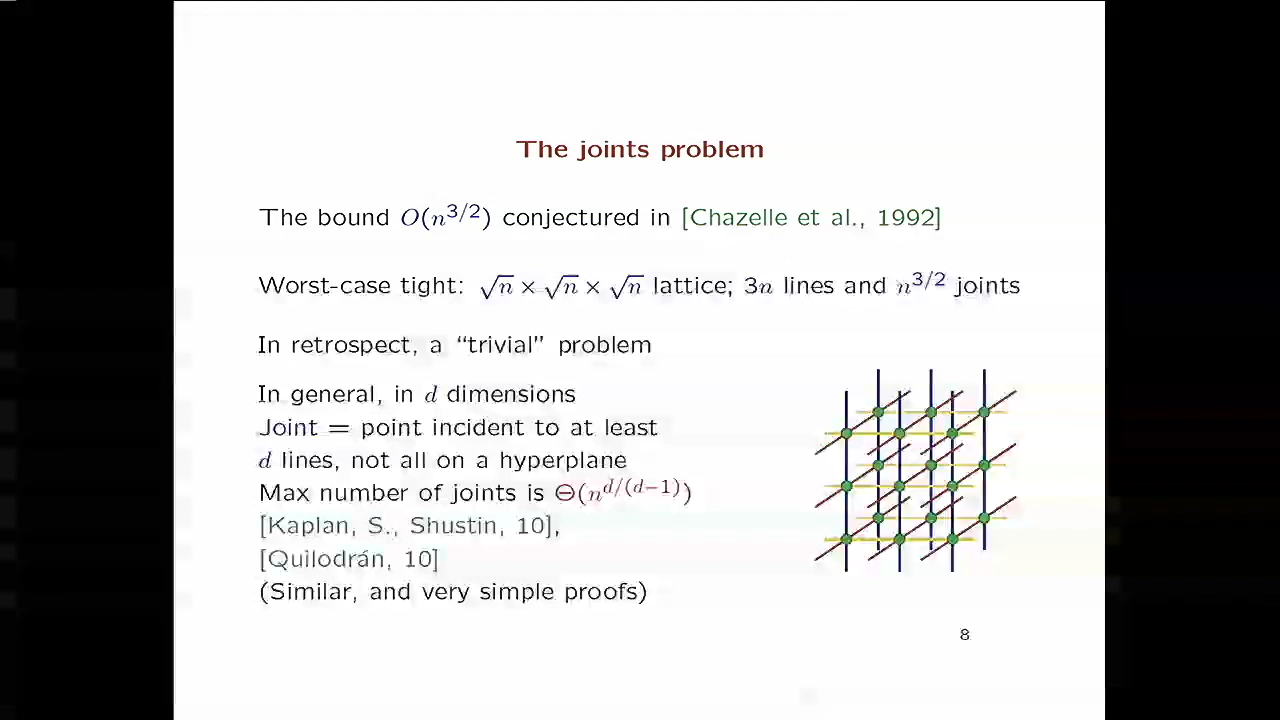 The joints problem
The bound O(n^{3/2}) conjectured in [Chazelle et al., 1992]
Worst-case tight: √n × √n × √n lattice; 3n lines and n^{3/2} joints
In retrospect, a “trivial” problem
In general, in d dimensions
Joint = point incident to at least
d lines, not all on a hyperplane
Max number of joints is Θ(n^{d/(d−1)})
[Kaplan, S., Shustin, 10],
[Quilodrán, 10]
(Similar, and very simple proofs)
8